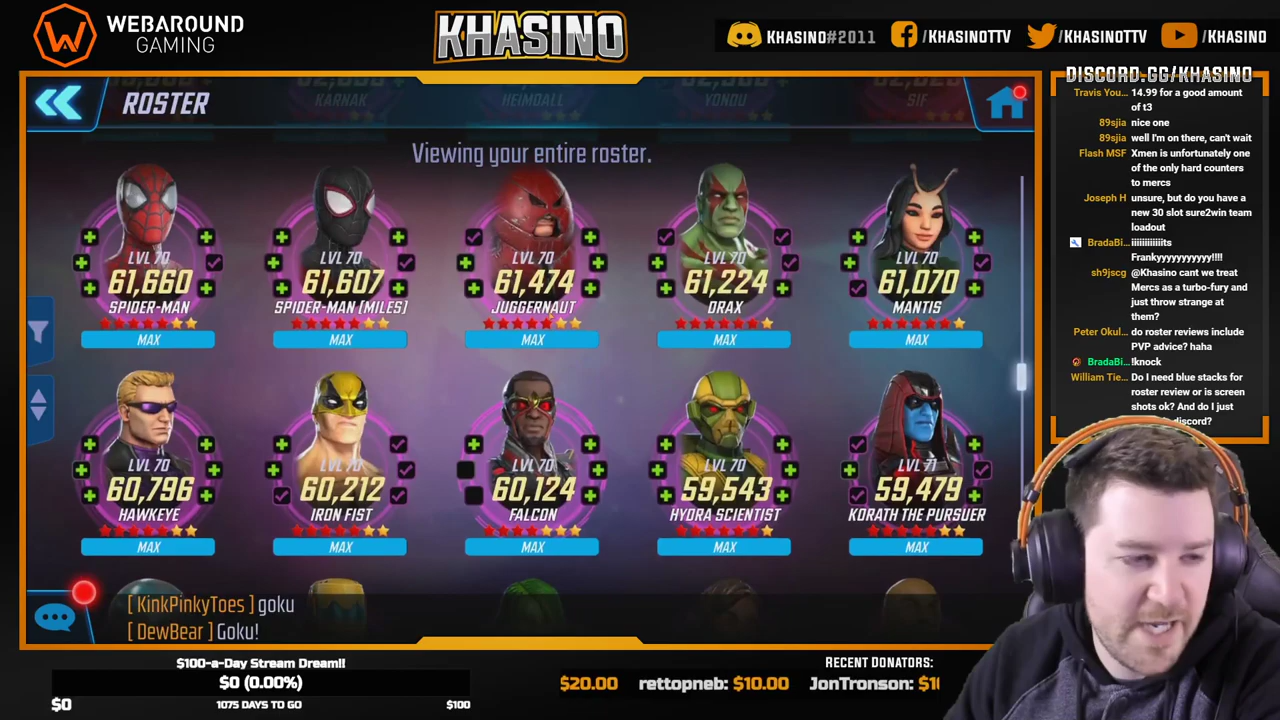 WEBAROUND
GAMING
KHASINO
KHASINO#2011
/KHASINOTTV
/KHASINOTTV
/KHASINO
DISCORD.GG/KHASINO
ROSTER
KARNAK
HEIMDALL
YONDU
SIF
Viewing your entire roster.
LVL 70
61,660
SPIDER-MAN
MAX
LVL 70
61,607
SPIDER-MAN (MILES)
MAX
LVL 70
61,474
JUGGERNAUT
MAX
LVL 70
61,224
DRAX
MAX
LVL 70
61,070
MANTIS
MAX
LVL 70
60,796
HAWKEYE
MAX
LVL 70
60,212
IRON FIST
MAX
LVL 70
60,124
FALCON
MAX
LVL 70
59,543
HYDRA SCIENTIST
MAX
LVL 71
59,479
KORATH THE PURSUER
MAX
[ KinkPinkyToes ] goku
[ DewBear ] Goku!
Travis You... 14.99 for a good amount
of t3
89sjia nice one
89sjia well I'm on there, can't wait
Flash MSF Xmen is unfortunately one
of the only hard counters
to mercs
Joseph H unsure, but do you have a
new 30 slot sure2win team
loadout
BradaBi... iiiiiiiiiiiiits
Frankyyyyyyyyyy!!!!
sh9jscg @Khasino cant we treat
Mercs as a turbo-fury and
just throw strange at
them?
Peter Okul... do roster reviews include
PVP advice? haha
BradaBi... !knock
William Tie... Do I need blue stacks for
roster review or is screen
shots ok? And do I just
discord?
$100-a-Day Stream Dream!!
$0 (0.00%)
$0
1075 DAYS TO GO
$100
RECENT DONATORS:
$20.00 rettopneb: $10.00 JonTronson: